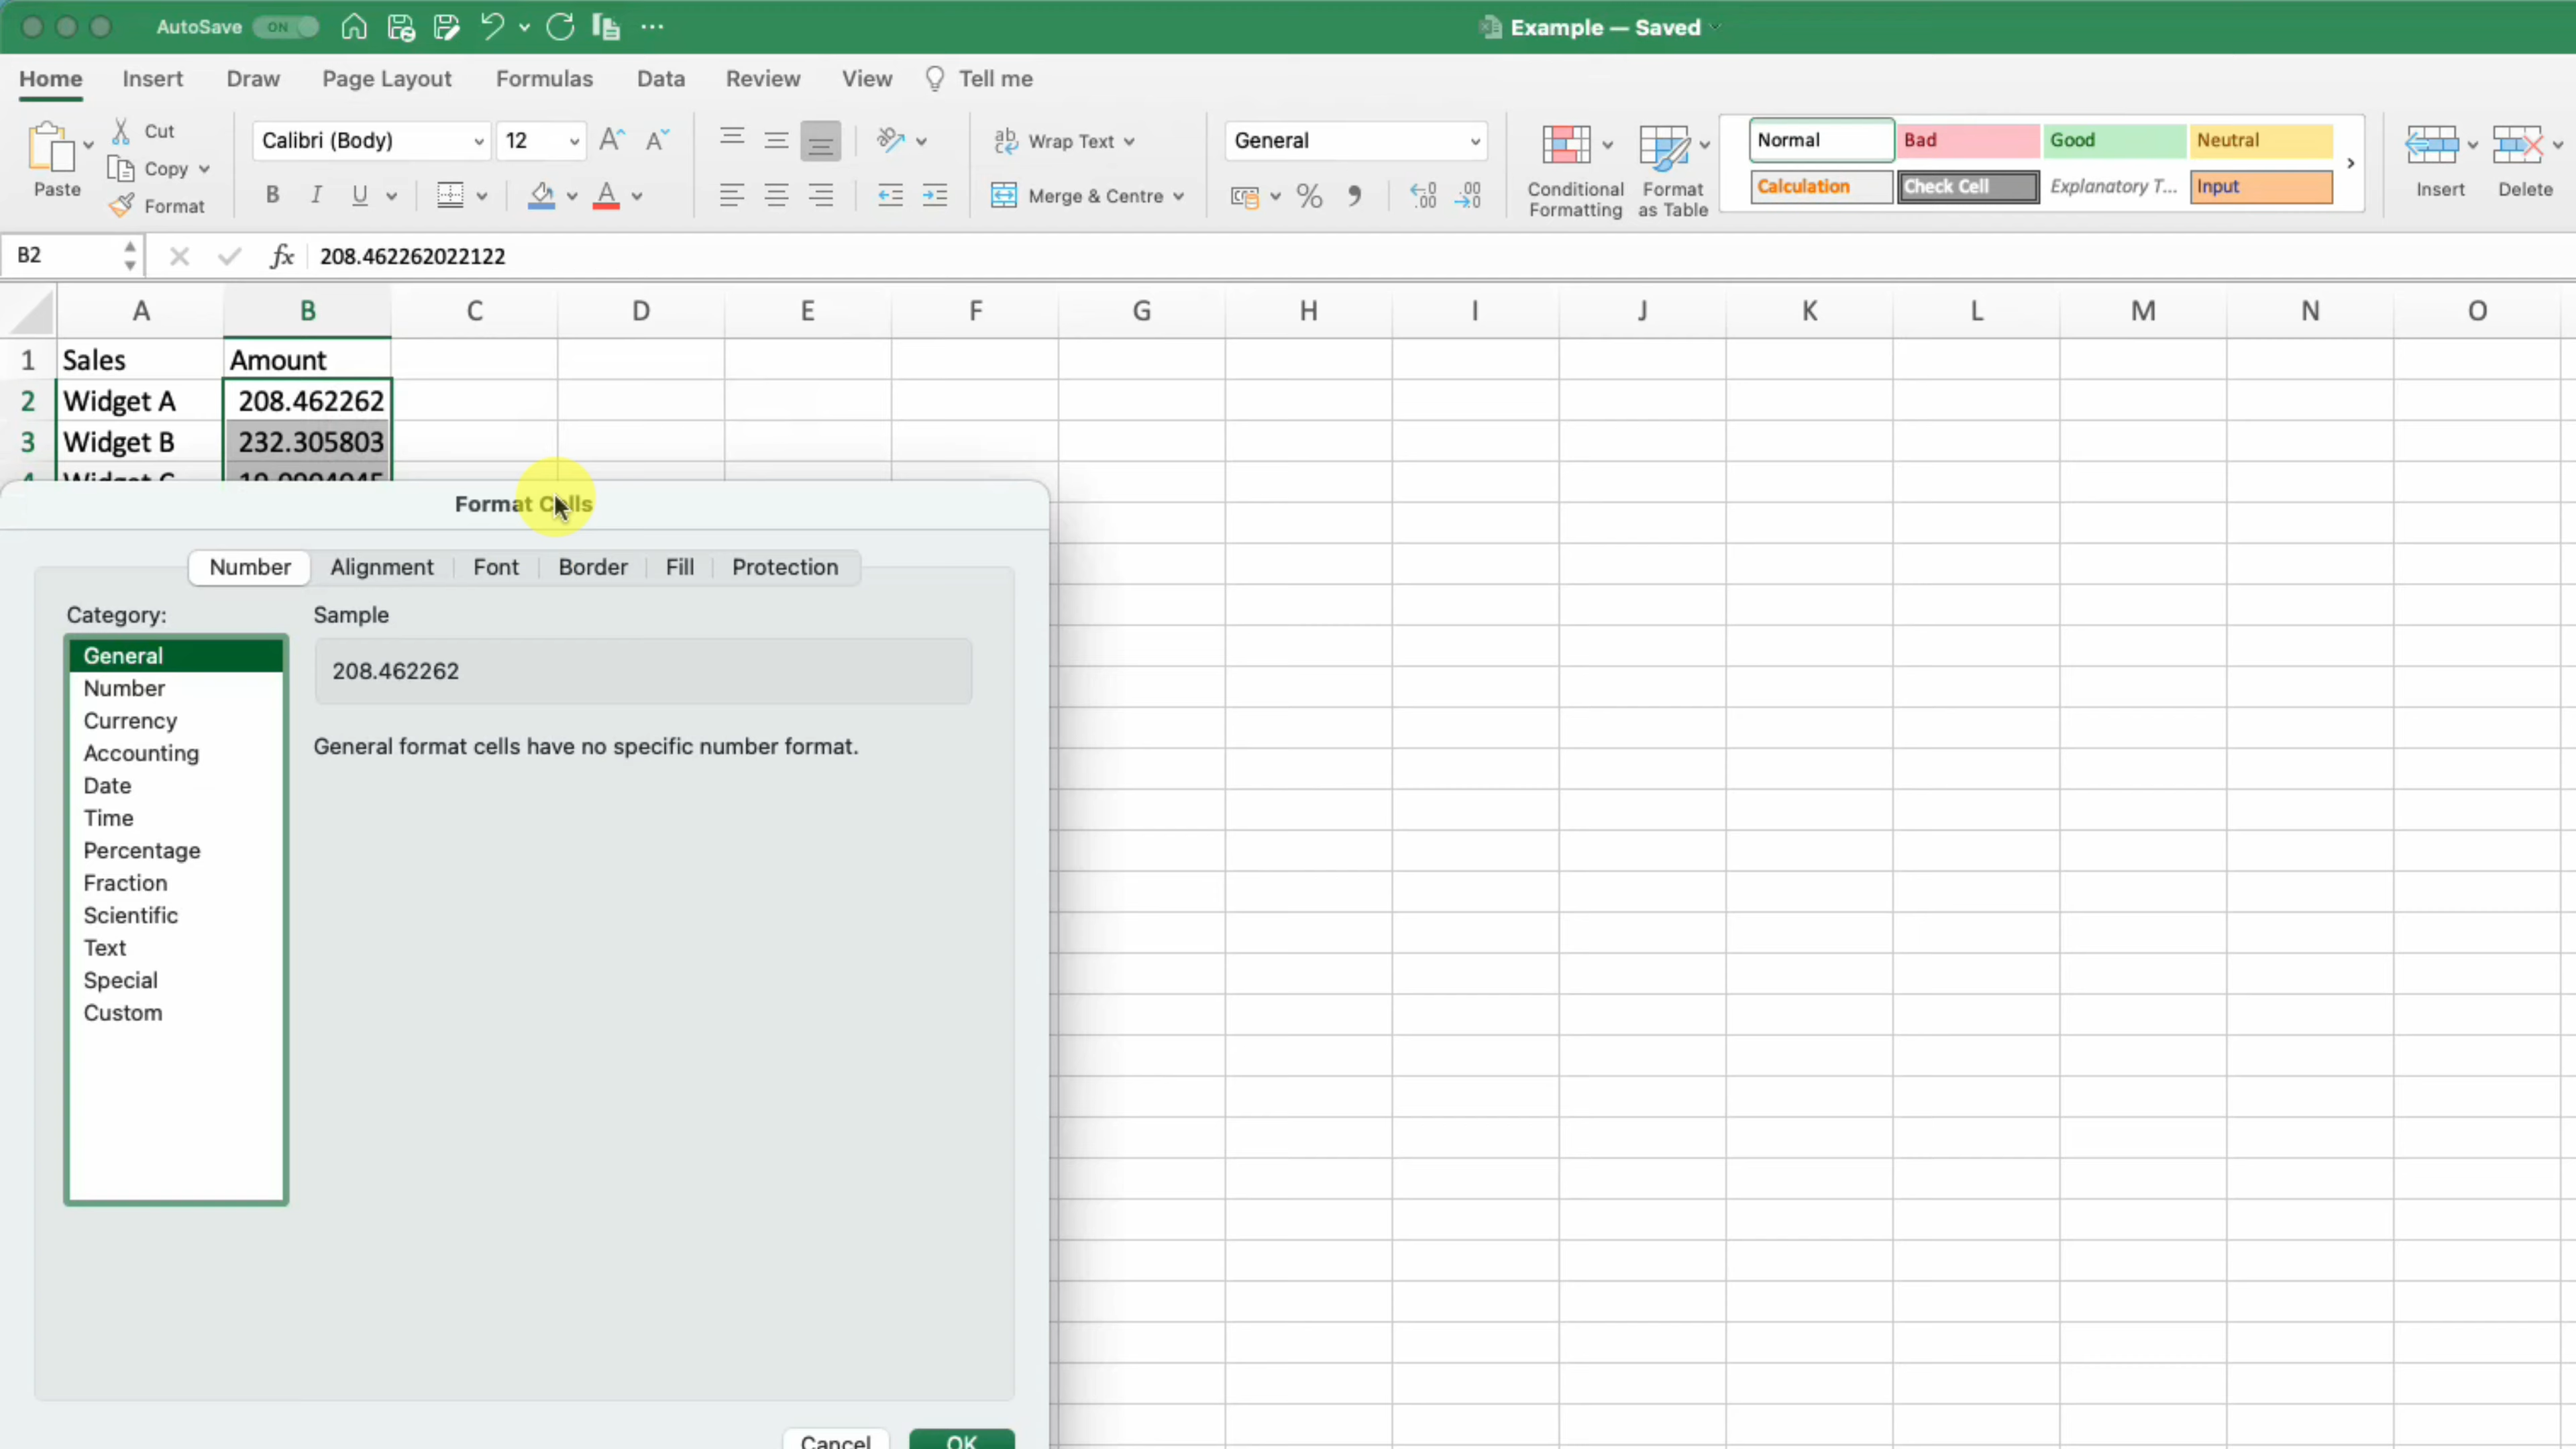 AutoSave ON Example — Saved
Home Insert Draw Page Layout Formulas Data Review View Tell me
Paste
Cut
Copy
Format
Calibri (Body) 12
B I U A
ab Wrap Text
Merge & Centre
General
% 9
Conditional Formatting
Format as Table
Normal Bad Good Neutral
Calculation Check Cell Explanatory T... Input
Insert Delete
B2 fx 208.462262022122
A B C D E F G H I J K L M N O
1 Sales Amount
2 Widget A 208.462262
3 Widget B 232.305803
Format Cells
Number Alignment Font Border Fill Protection
Category:
General
Number
Currency
Accounting
Date
Time
Percentage
Fraction
Scientific
Text
Special
Custom
Sample
208.462262
General format cells have no specific number format.
Cancel OK